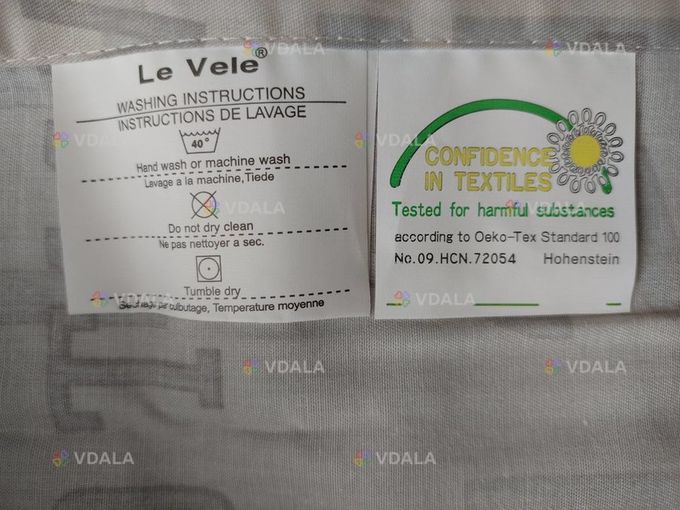 Le Vele®
WASHING INSTRUCTIONS
INSTRUCTIONS DE LAVAGE
40°
Hand wash or machine wash
Lavage a la machine,Tiede
Do not dry clean
Ne pas nettoyer a sec.
Tumble dry
culbutage, Temperature moyenne
CONFIDENCE
IN TEXTILES
Tested for harmful substances
according to Oeko-Tex Standard 100
No.09.HCN.72054 Hohenstein
VDALA
VDALA
VDALA
VDALA
VDALA
VDALA
VDALA
VDALA
VDALA
VDALA
VDALA
VDALA